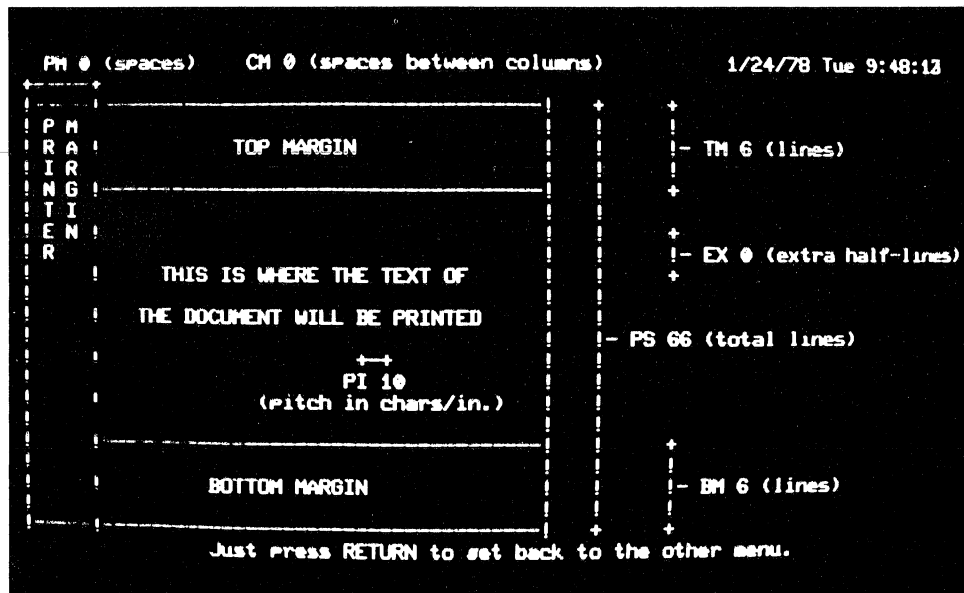 PM 0 (spaces) CM 0 (spaces between columns) 1/24/78 Tue 9:48:13
PRINTER
MARGIN
TOP MARGIN
TM 6 (lines)
EX 0 (extra half-lines)
THIS IS WHERE THE TEXT OF
THE DOCUMENT WILL BE PRINTED
PS 66 (total lines)
PI 10
(pitch in chars/in.)
BOTTOM MARGIN
BM 6 (lines)
Just press RETURN to get back to the other menu.